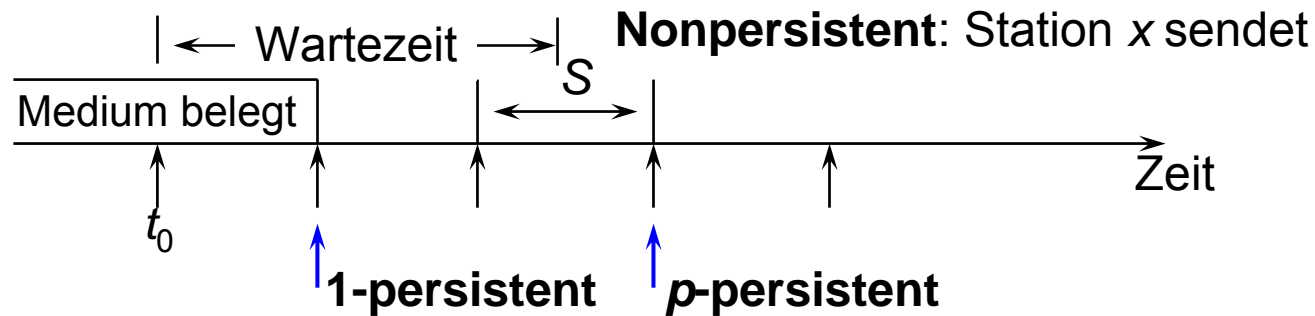 Nonpersistent: Station x sendet
Wartezeit
S
Medium belegt
Zeit
t0
1-persistent
p-persistent